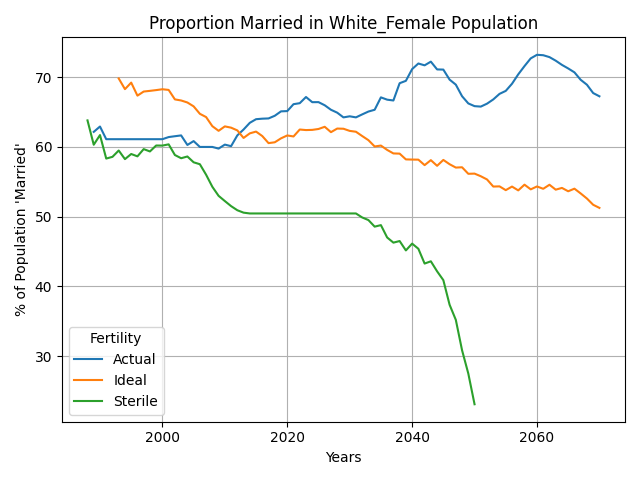 Proportion Married in White_Female Population
% of Population 'Married'
70
60
50
40
30
Fertility
Actual
Ideal
Sterile
2000
2020
2040
2060
Years